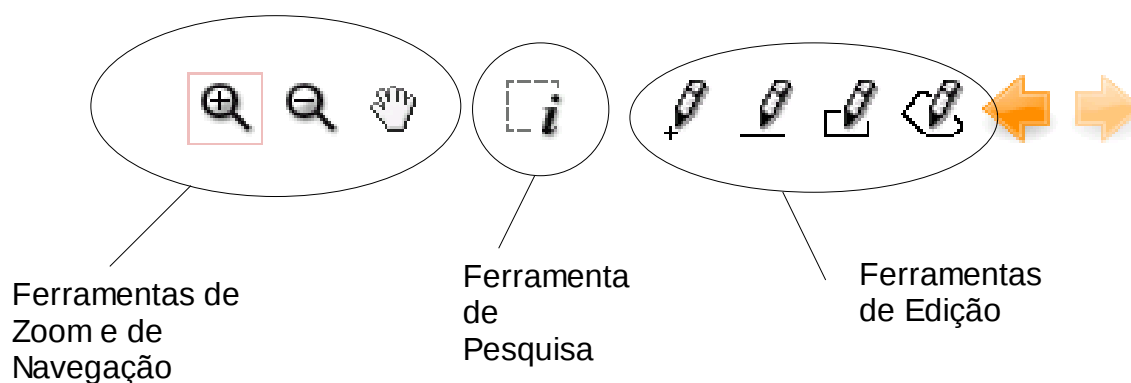 Ferramentas de
Zoom e de
Navegação
Ferramenta
de
Pesquisa
Ferramentas
de Edição